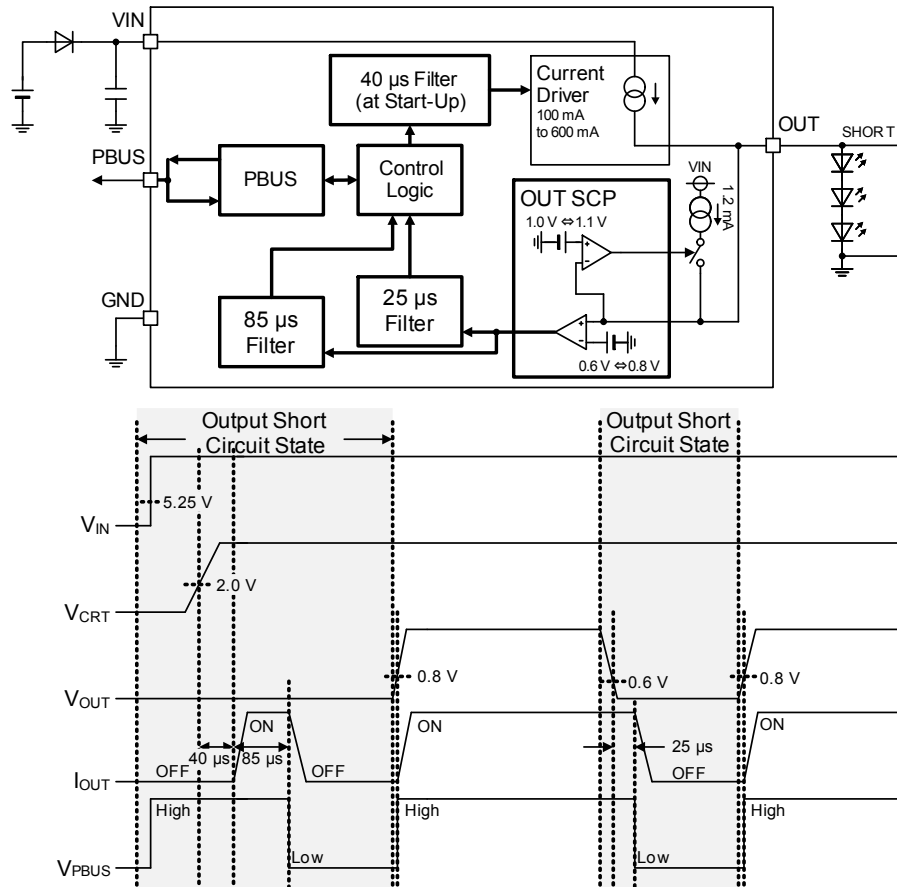 VIN
40 µs Filter
(at Start-Up)
Current
Driver
100 mA
to 600 mA
OUT
SHORT
PBUS
PBUS
Control
Logic
OUT SCP
VIN
1.2 mA
1.0 V ⇔ 1.1 V
GND
85 µs
Filter
25 µs
Filter
0.6 V ⇔ 0.8 V
Output Short
Circuit State
Output Short
Circuit State
5.25 V
VIN
2.0 V
VCRT
0.8 V
0.6 V
0.8 V
VOUT
ON
ON
ON
40 µs
85 µs
25 µs
OFF
OFF
OFF
IOUT
High
High
High
Low
Low
VPBUS